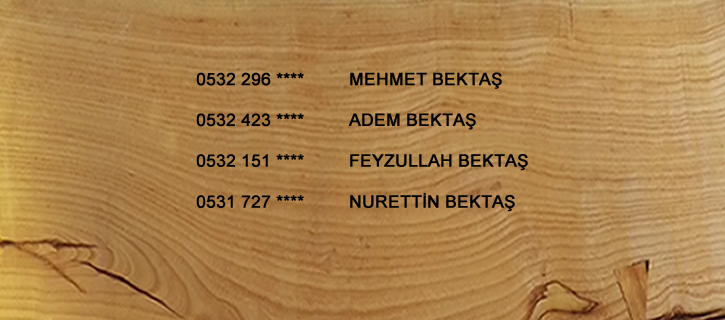 0532 296 **** MEHMET BEKTAŞ
0532 423 **** ADEM BEKTAŞ
0532 151 **** FEYZULLAH BEKTAŞ
0531 727 **** NURETTİN BEKTAŞ